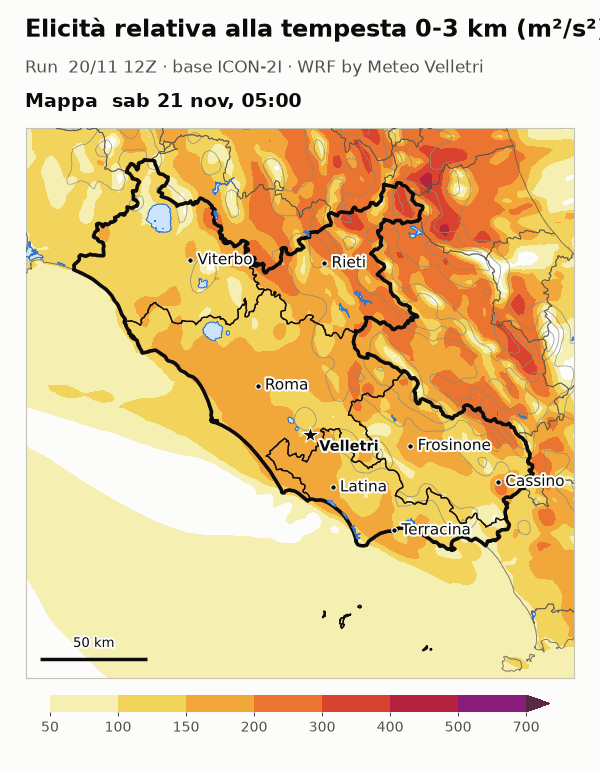 Elicità relativa alla tempesta 0-3 km (m²/s²)
Run  20/11 12Z · base ICON-2I · WRF by Meteo Velletri
Mappa  sab 21 nov, 05:00
Viterbo
Rieti
Roma
Velletri
Frosinone
Cassino
Latina
Terracina
50 km
50 100 150 200 300 400 500 700